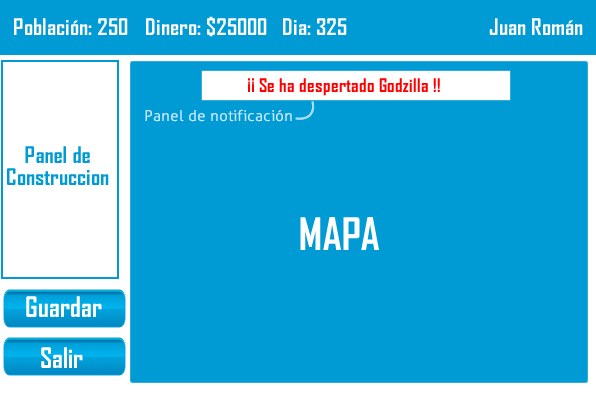 Población: 250 Dinero: $25000 Dia: 325 Juan Román
¡¡ Se ha despertado Godzilla !!
Panel de notificación
Panel de
Construccion
MAPA
Guardar
Salir